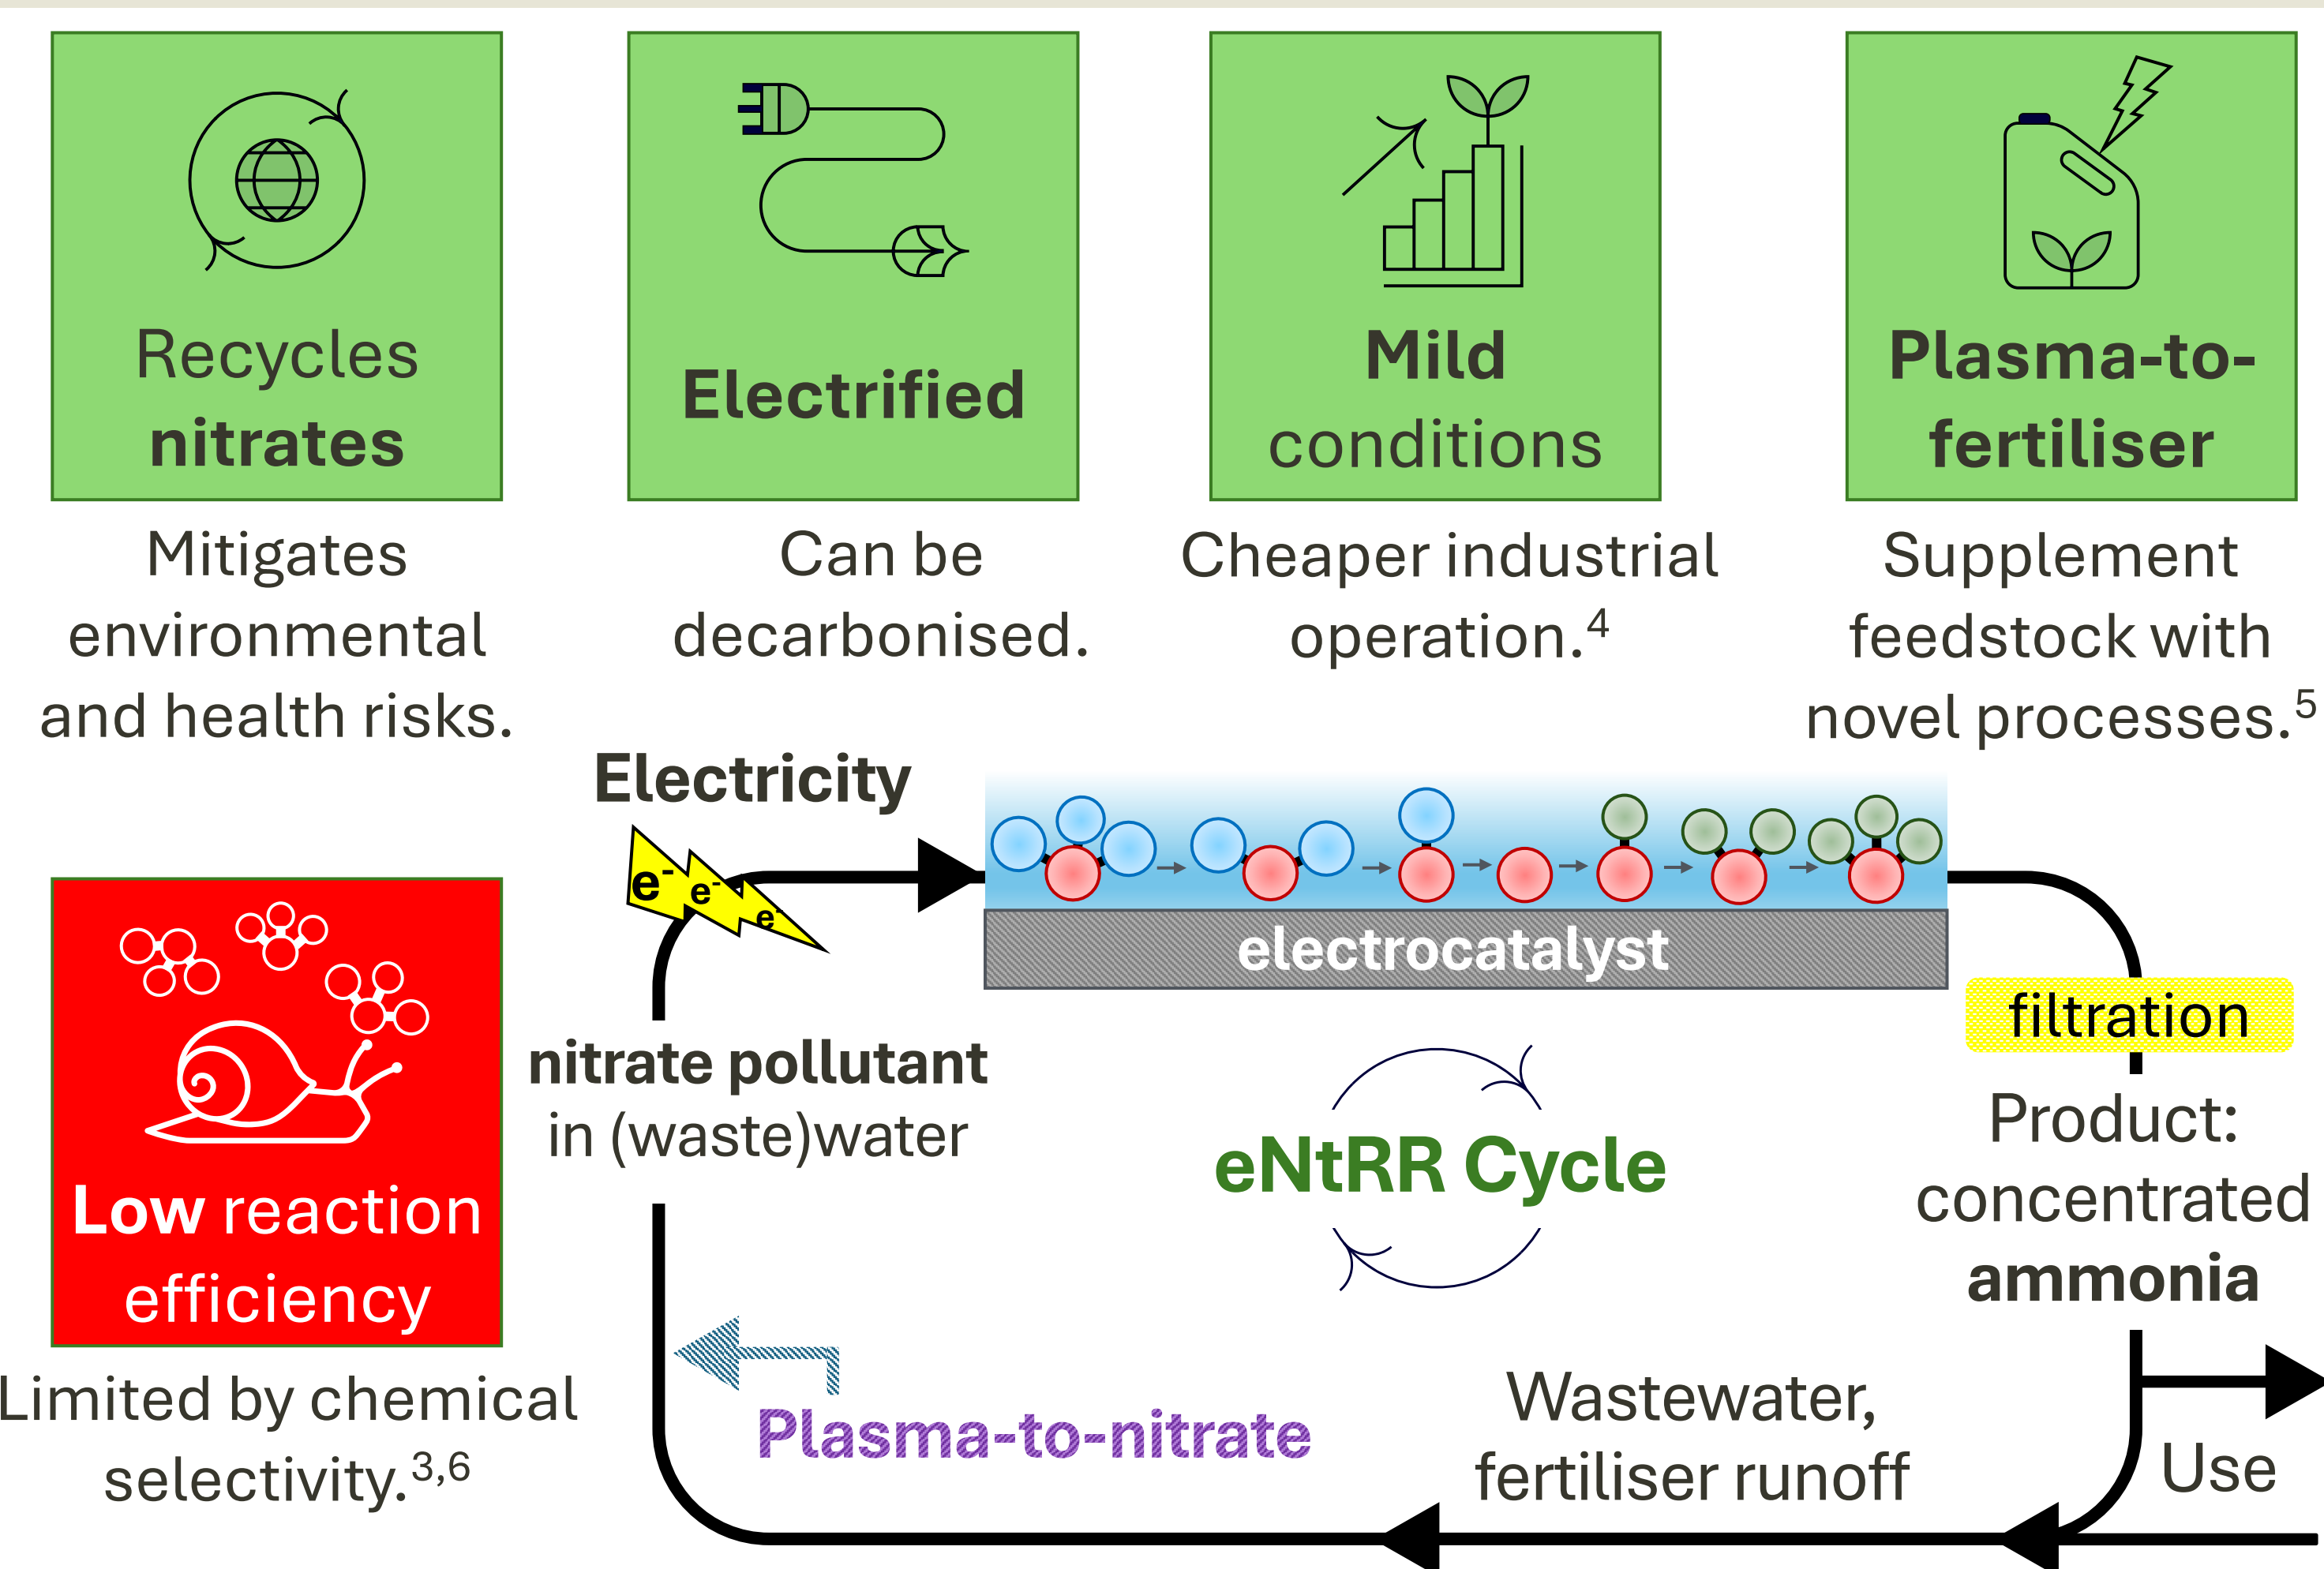 Recycles
nitrates
Mitigates
environmental
and health risks.
Electrified
Can be
decarbonised.
Mild
conditions
Cheaper industrial
operation.⁴
Plasma-to-
fertiliser
Supplement
feedstock with
novel processes.⁵
Low reaction
efficiency
Limited by chemical
selectivity.³,⁶
Electricity
e⁻ e⁻ e⁻
electrocatalyst
filtration
nitrate pollutant
in (waste)water
eNtRR Cycle
Product:
concentrated
ammonia
Plasma-to-nitrate
Wastewater,
fertiliser runoff
Use